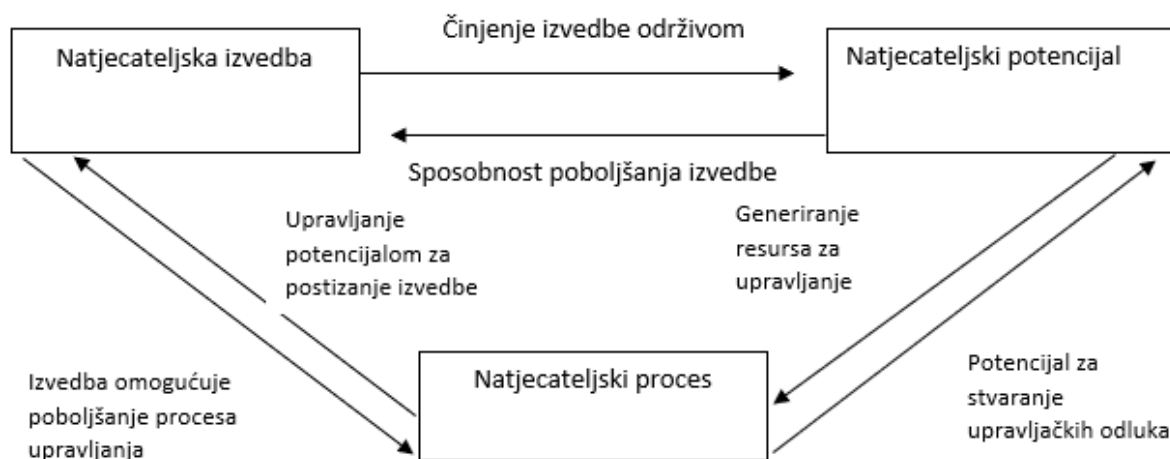 Činjenje izvedbe održivom
Natjecateljska izvedba
Natjecateljski potencijal
Sposobnost poboljšanja izvedbe
Upravljanje
potencijalom za
postizanje izvedbe
Generiranje
resursa za
upravljanje
Izvedba omogućuje
poboljšanje procesa
upravljanja
Natjecateljski proces
Potencijal za
stvaranje
upravljačkih odluka